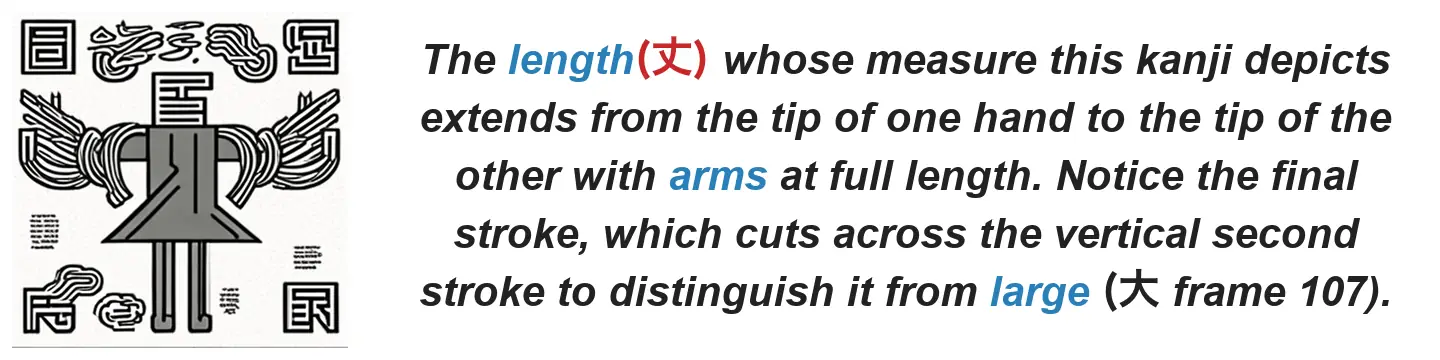 The length(丈) whose measure this kanji depicts
extends from the tip of one hand to the tip of the
other with arms at full length. Notice the final
stroke, which cuts across the vertical second
stroke to distinguish it from large (大 frame 107).